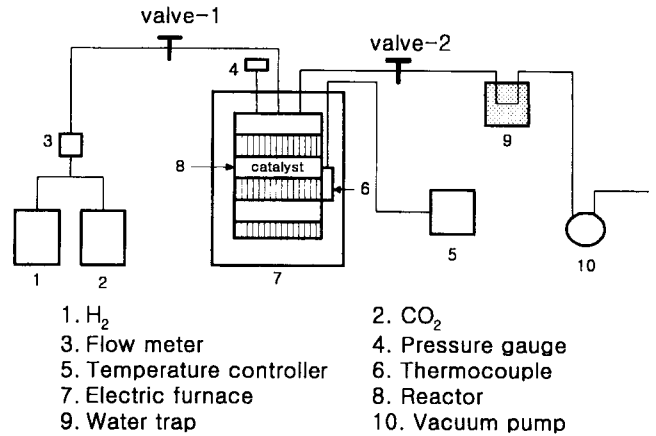 valve-1
valve-2
4
3
9
8
catalyst
6
5
1
2
7
10
1. H₂
2. CO₂
3. Flow meter
4. Pressure gauge
5. Temperature controller
6. Thermocouple
7. Electric furnace
8. Reactor
9. Water trap
10. Vacuum pump